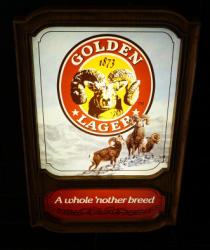 GOLDEN
1873
LAGER
A whole 'nother breed